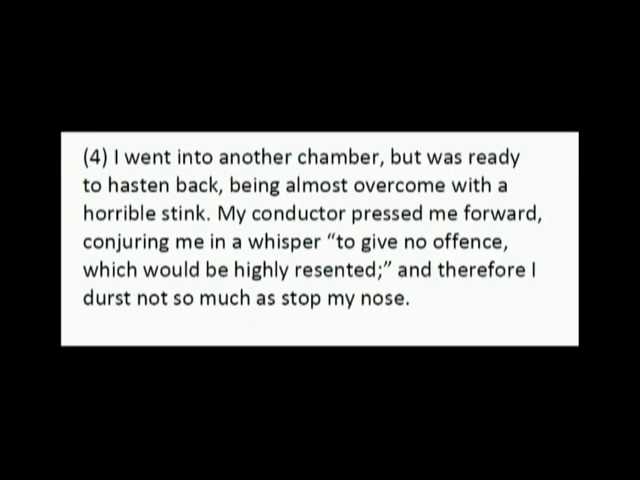 (4) I went into another chamber, but was ready
to hasten back, being almost overcome with a
horrible stink. My conductor pressed me forward,
conjuring me in a whisper “to give no offence,
which would be highly resented;” and therefore I
durst not so much as stop my nose.